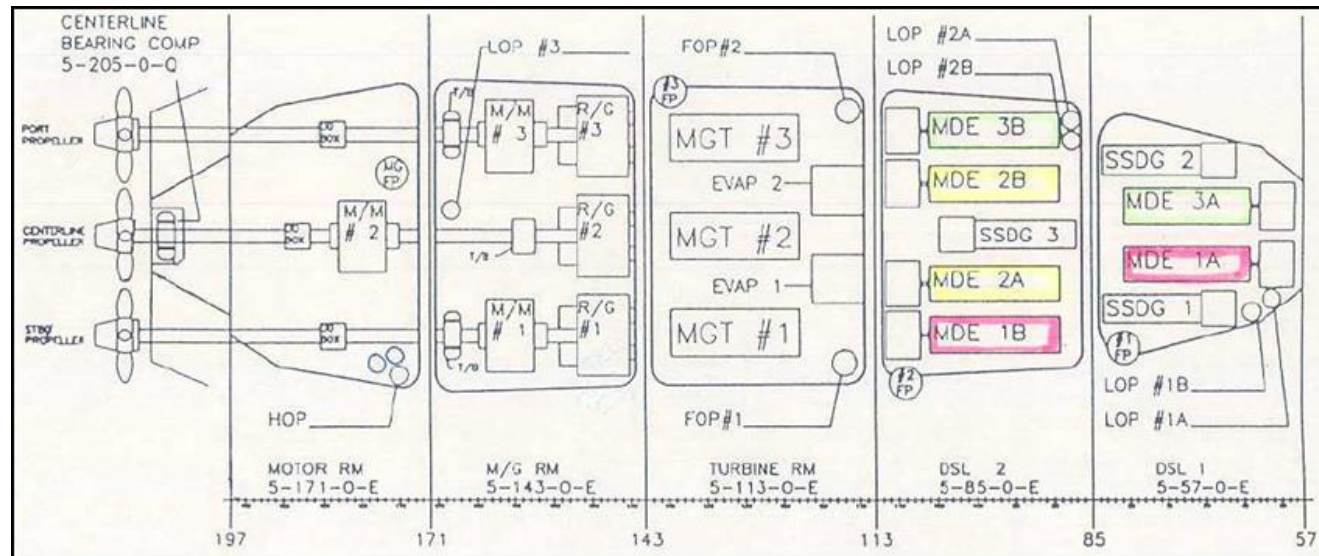 CENTERLINE
BEARING COMP
5-205-0-Q
LOP #3
FOP#2
LOP #2A
LOP #2B
PORT
PROPELLER
CENTERLINE
PROPELLER
STBD
PROPELLER
OD
BOX
OD
BOX
OD
BOX
MG
FP
M/M
# 2
HOP
T/B
M/M
# 3
R/G
#3
R/G
#2
T/B
M/M
# 1
R/G
#1
T/B
#3
FP
MGT #3
EVAP 2
MGT #2
EVAP 1
MGT #1
FOP#1
MDE 3B
MDE 2B
SSDG 3
MDE 2A
MDE 1B
#2
FP
SSDG 2
MDE 3A
MDE 1A
SSDG 1
#1
FP
LOP #1B
LOP #1A
MOTOR RM
5-171-0-E
M/G RM
5-143-0-E
TURBINE RM
5-113-0-E
DSL 2
5-85-0-E
DSL 1
5-57-0-E
197
171
143
113
85
57